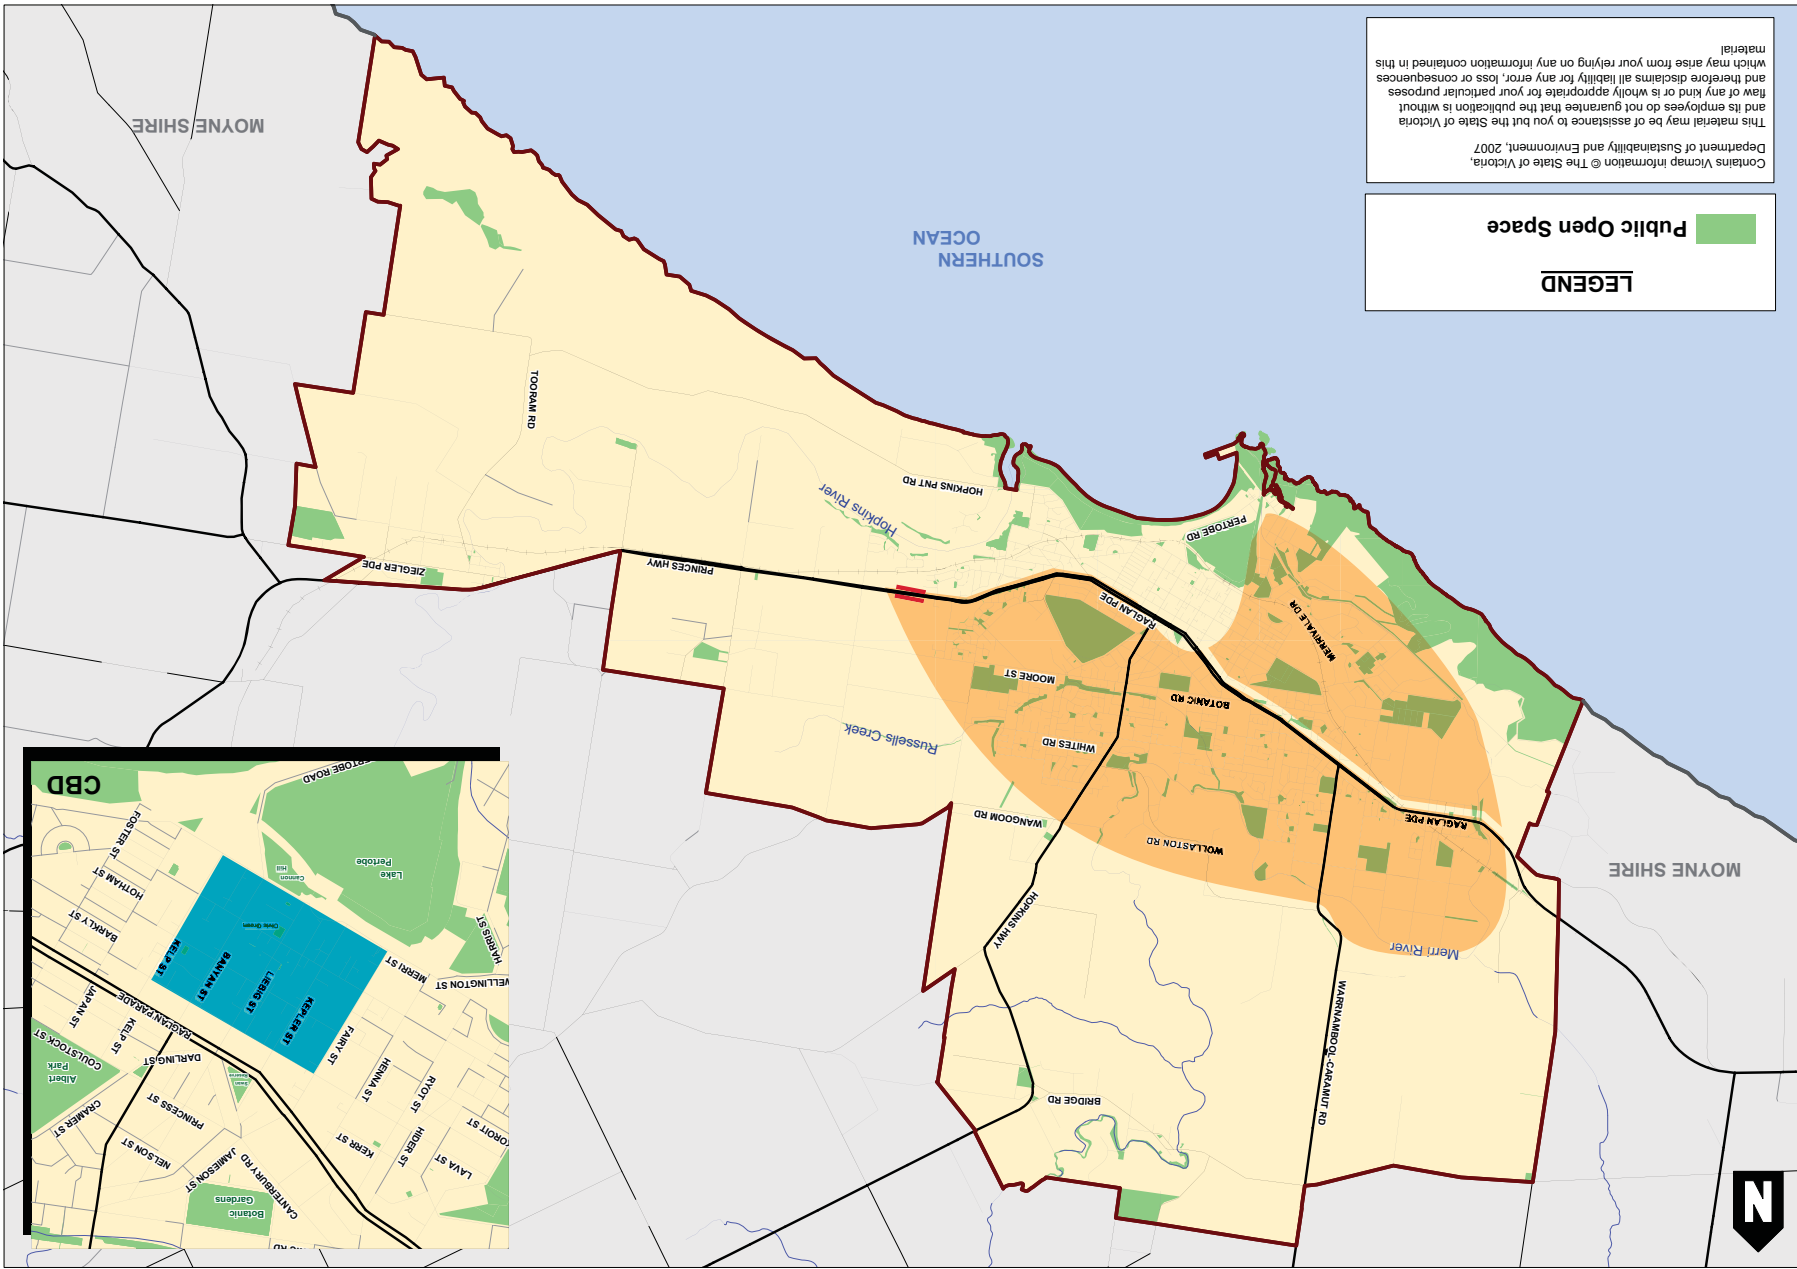 N
BRIDGE RD
WARRNAMBOOL-CARAMUT RD
HOPKINS HWY
Merri River
MOYNE SHIRE
WOLLASTON RD
WANGOOM RD
RAGLAN PDE
WHITES RD
Russells Creek
BOTANIC RD
MOORE ST
MERRIVALE DR
RAGLAN PDE
PRINCES HWY
ZIEGLER PDE
PERTOBE RD
Hopkins River
HOPKINS PNT RD
TOORAM RD
SOUTHERN
OCEAN
MOYNE SHIRE
LEGEND
Public Open Space
Contains Vicmap information © The State of Victoria,
Department of Sustainability and Environment, 2007
This material may be of assistance to you but the State of Victoria
and its employees do not guarantee that the publication is without
flaw of any kind or is wholly appropriate for your particular purposes
and therefore disclaims all liability for any error, loss or consequences
which may arise from your relying on any information contained in this
material
Botanic
Gardens
CANTERBURY RD
JAMIESON ST
NELSON ST
PRINCESS ST
CRAMER ST
LAVA ST
KERR ST
HIDER ST
KOROIT ST
RYOT ST
HENNA ST
FAIRY ST
Swan
Reserve
DARLING ST
Albert
Park
COULSTOCK ST
KELP ST
JAPAN ST
RAGLAN PARADE
KEPLER ST
LIEBIG ST
BANYAN ST
KELP ST
WELLINGTON ST
MERRI ST
HARRIS ST
Civic Green
BARKLY ST
HOTHAM ST
FOSTER ST
Cannon
Hill
Lake
Pertobe
PERTOBE ROAD
CBD